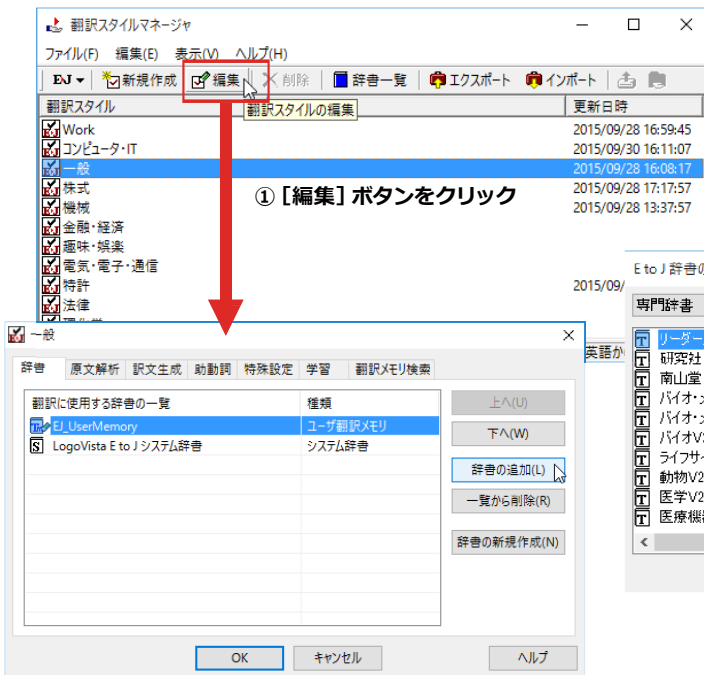 翻訳スタイルマネージャ
ファイル(F) 編集(E) 表示(V) ヘルプ(H)
EJ 新規作成 編集 削除 辞書一覧 エクスポート インポート
翻訳スタイル 更新日時
翻訳スタイルの編集
Work 2015/09/28 16:59:45
コンピュータ・IT 2015/09/30 16:11:07
一般 2015/09/28 16:08:17
株式 2015/09/28 17:17:57
機械 2015/09/28 13:37:57
金融・経済
趣味・娯楽
電気・電子・通信
特許 2015/09/
法律
① [編集] ボタンをクリック
E to J 辞書の
専門辞書
リーダー
研究社
南山堂
バイオ・メ
バイオ・メ
バイオV
ライフサイ
動物V2
医学V2
医療機
英語か
一般
辞書 原文解析 訳文生成 助動詞 特殊設定 学習 翻訳メモリ検索
翻訳に使用する辞書の一覧 種類
EJ_UserMemory ユーザ翻訳メモリ
LogoVista E to J システム辞書 システム辞書
上へ(U)
下へ(W)
辞書の追加(L)
一覧から削除(R)
辞書の新規作成(N)
OK キャンセル ヘルプ